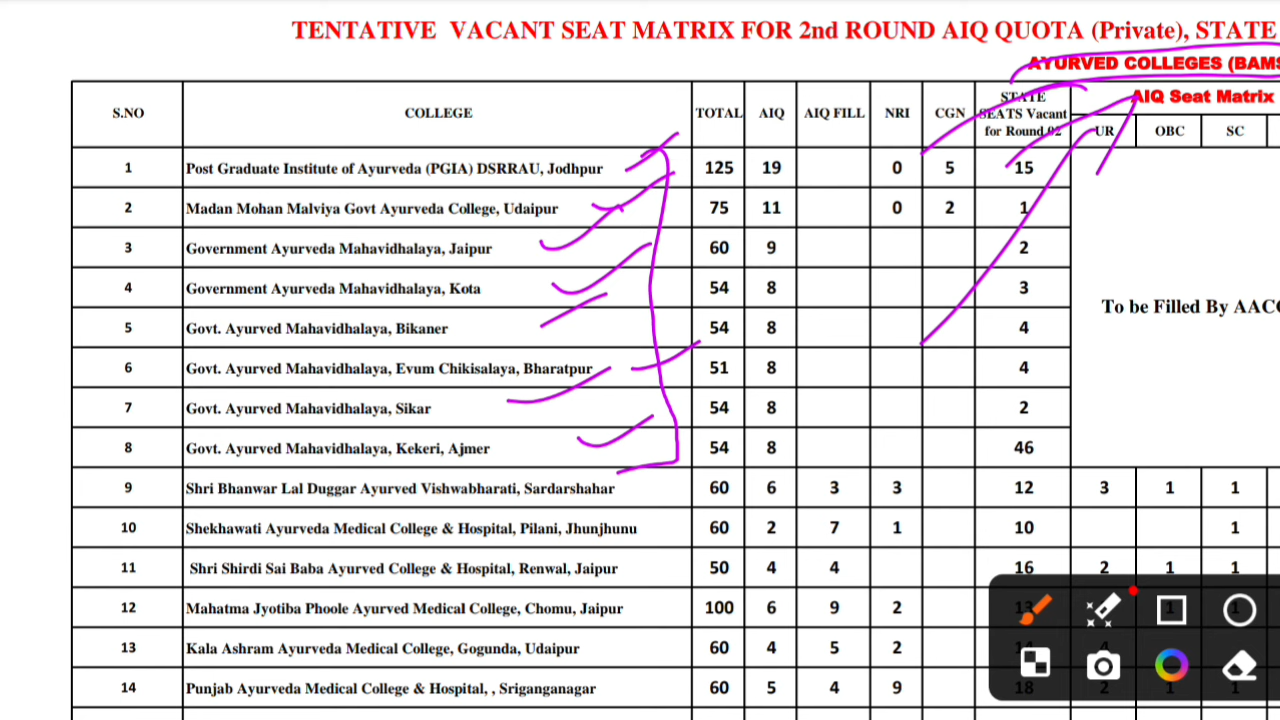 TENTATIVE VACANT SEAT MATRIX FOR 2nd ROUND AIQ QUOTA (Private), STATE
AYURVED COLLEGES (BAMS
S.NO COLLEGE TOTAL AIQ AIQ FILL NRI CGN STATE SEATS Vacant for Round 02 AIQ Seat Matrix
UR OBC SC
1 Post Graduate Institute of Ayurveda (PGIA) DSRRAU, Jodhpur 125 19 0 5 15
2 Madan Mohan Malviya Govt Ayurveda College, Udaipur 75 11 0 2 1
3 Government Ayurveda Mahavidhalaya, Jaipur 60 9 2
4 Government Ayurveda Mahavidhalaya, Kota 54 8 3
To be Filled By AACC
5 Govt. Ayurved Mahavidhalaya, Bikaner 54 8 4
6 Govt. Ayurved Mahavidhalaya, Evum Chikisalaya, Bharatpur 51 8 4
7 Govt. Ayurved Mahavidhalaya, Sikar 54 8 2
8 Govt. Ayurved Mahavidhalaya, Kekeri, Ajmer 54 8 46
9 Shri Bhanwar Lal Duggar Ayurved Vishwabharati, Sardarshahar 60 6 3 3 12 3 1 1
10 Shekhawati Ayurveda Medical College & Hospital, Pilani, Jhunjhunu 60 2 7 1 10 1
11 Shri Shirdi Sai Baba Ayurved College & Hospital, Renwal, Jaipur 50 4 4 16 2 1 1
12 Mahatma Jyotiba Phoole Ayurved Medical College, Chomu, Jaipur 100 6 9 2
13 Kala Ashram Ayurveda Medical College, Gogunda, Udaipur 60 4 5 2
14 Punjab Ayurveda Medical College & Hospital, , Sriganganagar 60 5 4 9 18 2 1 1